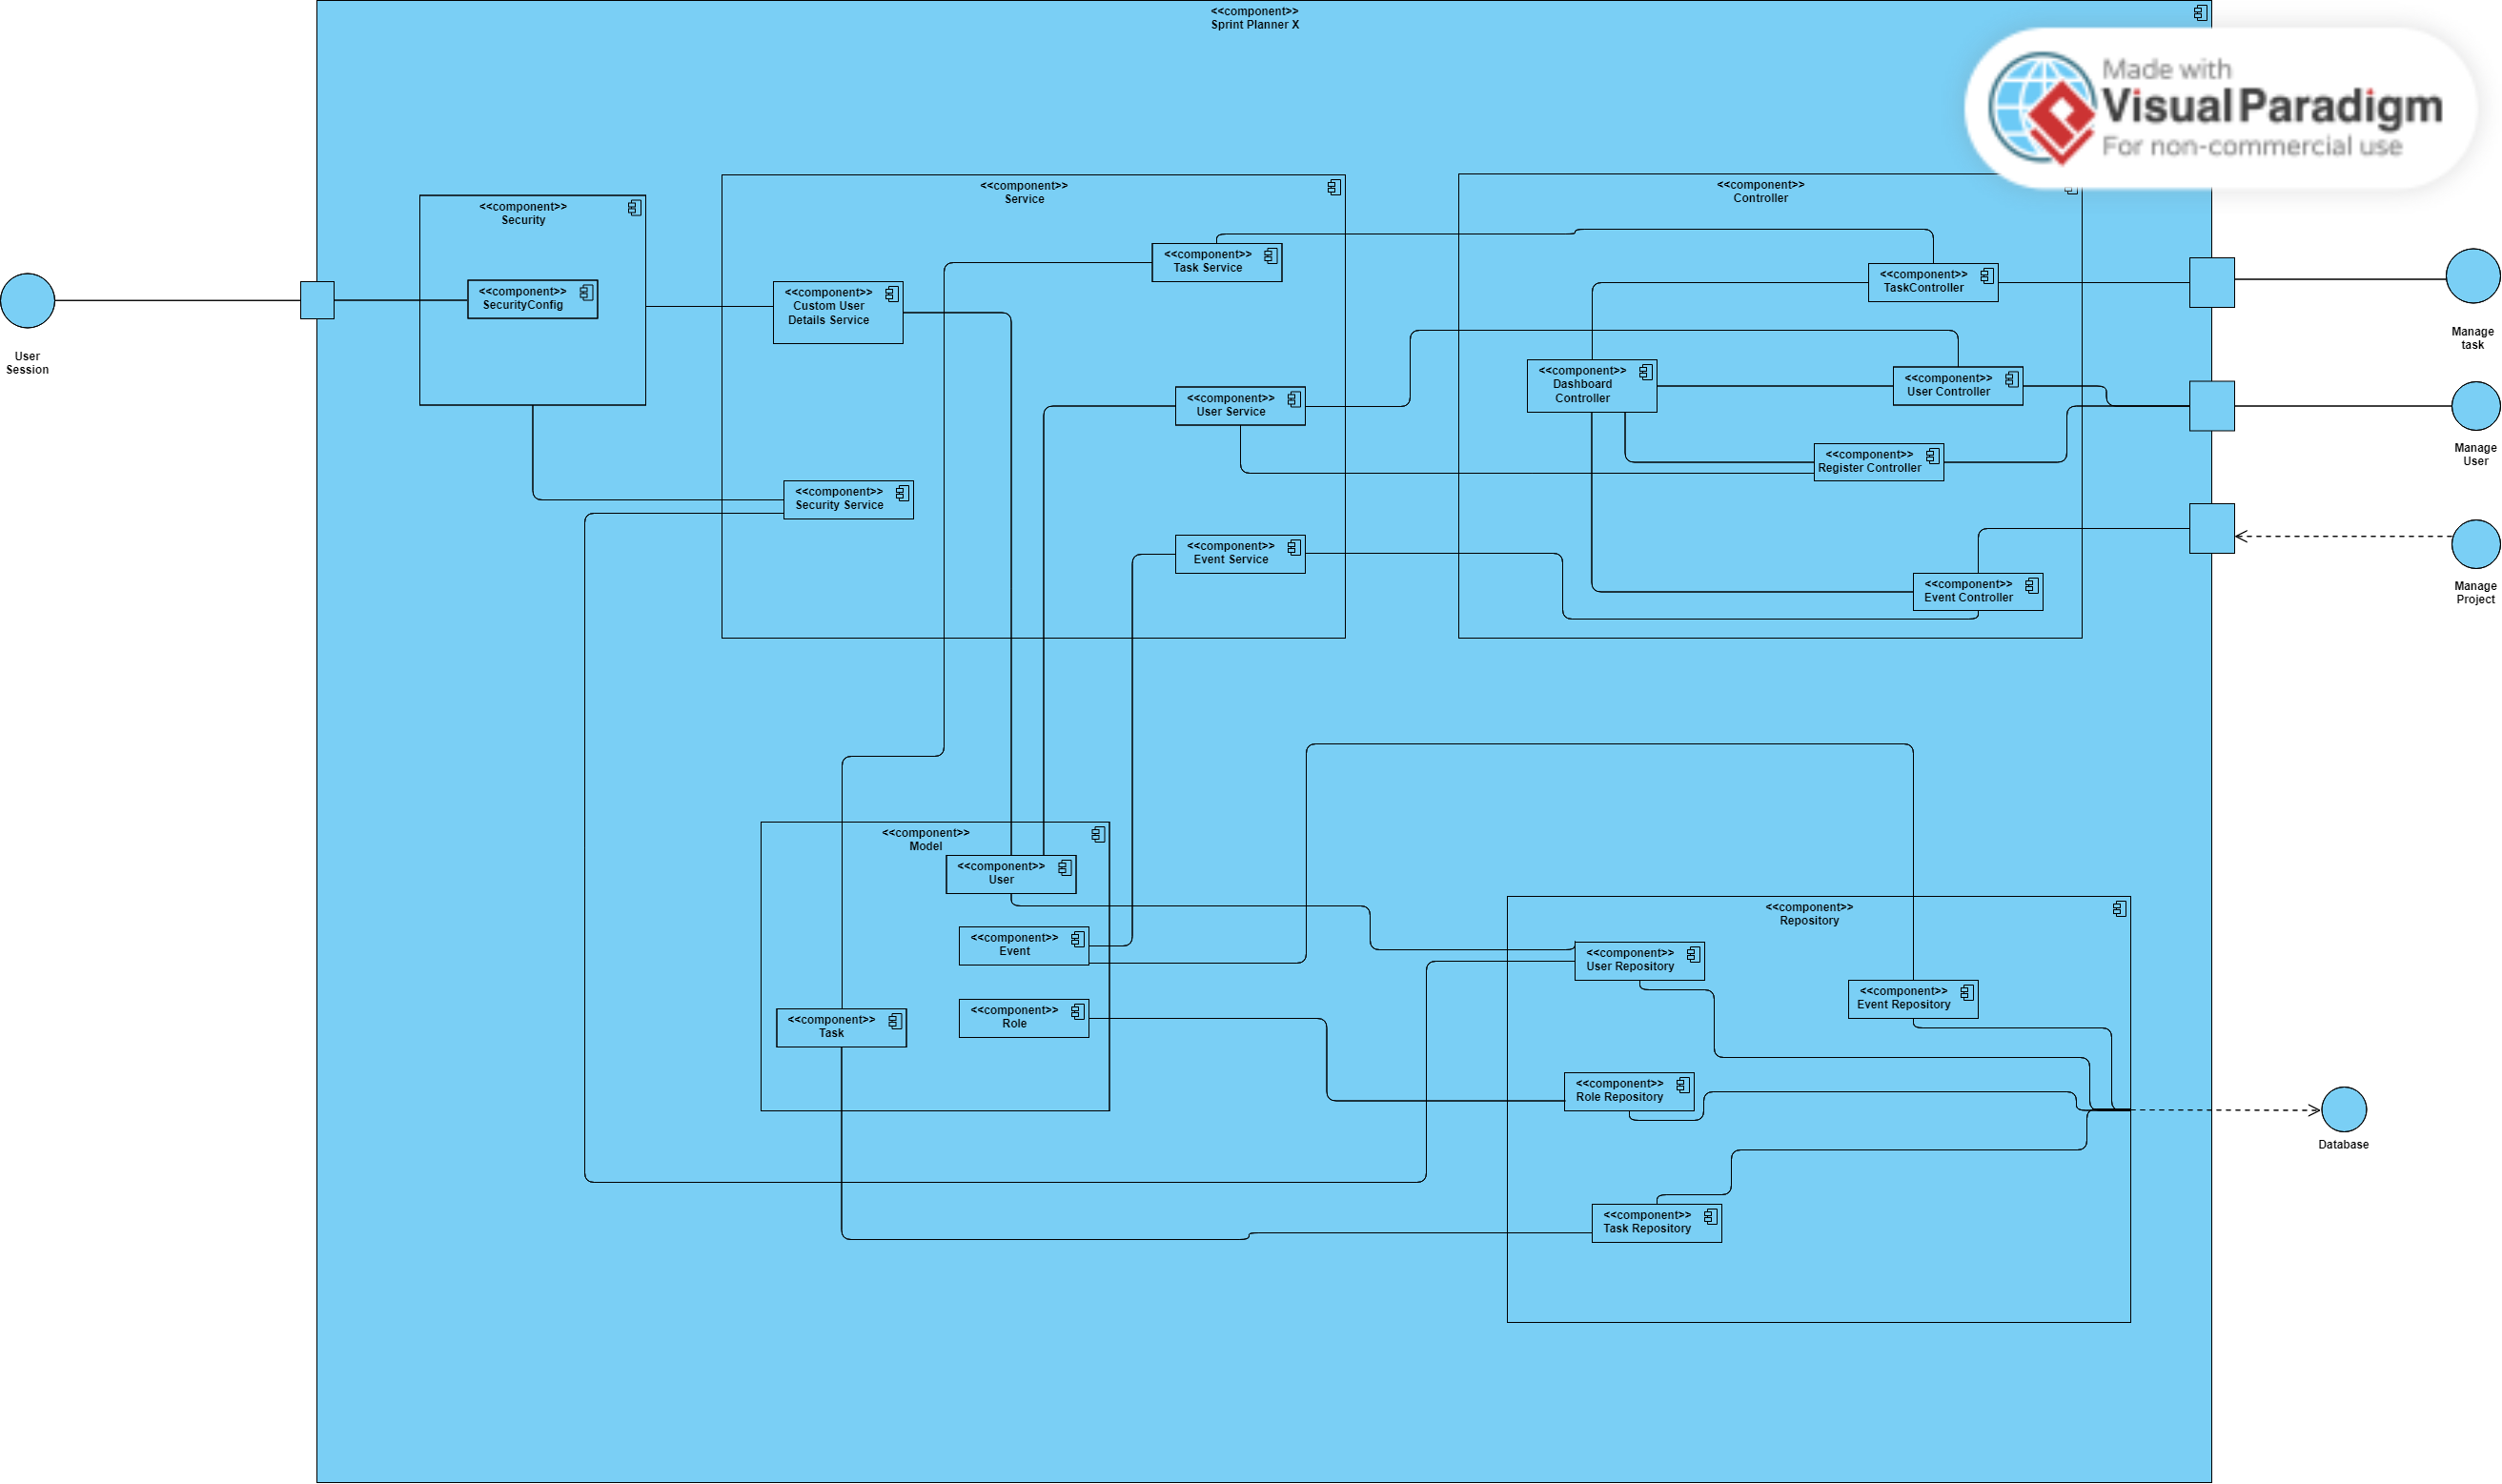 <<component>>
Sprint Planner X
Made with
Visual Paradigm
For non-commercial use
<<component>>
Security
<<component>>
SecurityConfig
User
Session
<<component>>
Service
<<component>>
Task Service
<<component>>
Custom User
Details Service
<<component>>
User Service
<<component>>
Security Service
<<component>>
Event Service
<<component>>
Controller
<<component>>
TaskController
<<component>>
Dashboard
Controller
<<component>>
User Controller
<<component>>
Register Controller
<<component>>
Event Controller
Manage
task
Manage
User
Manage
Project
<<component>>
Model
<<component>>
User
<<component>>
Event
<<component>>
Role
<<component>>
Task
<<component>>
Repository
<<component>>
User Repository
<<component>>
Event Repository
<<component>>
Role Repository
<<component>>
Task Repository
Database